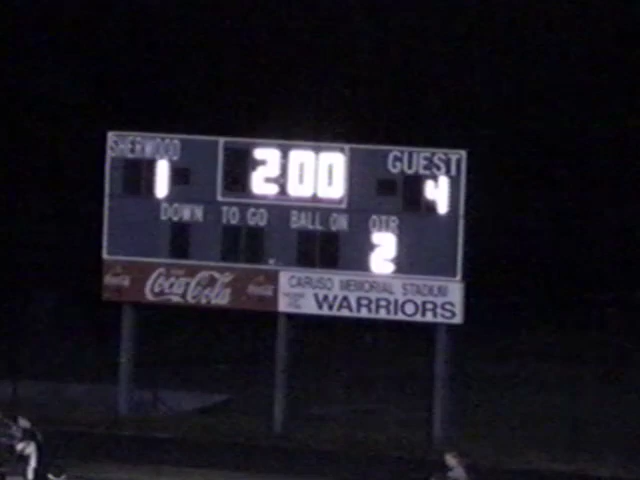 SHERWOOD
1
2:00
GUEST
4
DOWN TO GO BALL ON QTR
2
Coca-Cola
CARUSO MEMORIAL STADIUM
WARRIORS